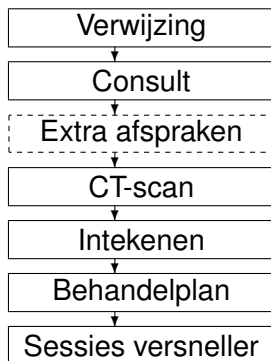 Verwijzing
Consult
Extra afspraken
CT-scan
Intekenen
Behandelplan
Sessies versneller